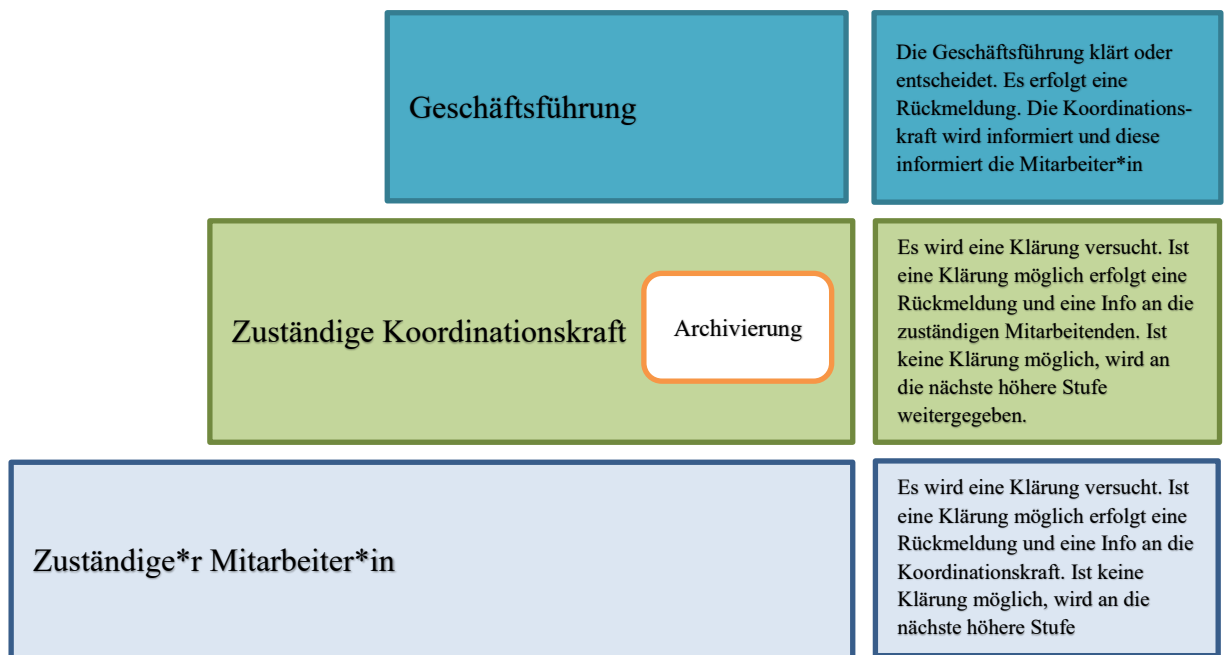 Geschäftsführung
Die Geschäftsführung klärt oder
entscheidet. Es erfolgt eine
Rückmeldung. Die Koordinations-
kraft wird informiert und diese
informiert die Mitarbeiter*in
Zuständige Koordinationskraft
Archivierung
Es wird eine Klärung versucht. Ist
eine Klärung möglich erfolgt eine
Rückmeldung und eine Info an die
zuständigen Mitarbeitenden. Ist
keine Klärung möglich, wird an
die nächste höhere Stufe
weitergegeben.
Zuständige*r Mitarbeiter*in
Es wird eine Klärung versucht. Ist
eine Klärung möglich erfolgt eine
Rückmeldung und eine Info an die
Koordinationskraft. Ist keine
Klärung möglich, wird an die
nächste höhere Stufe